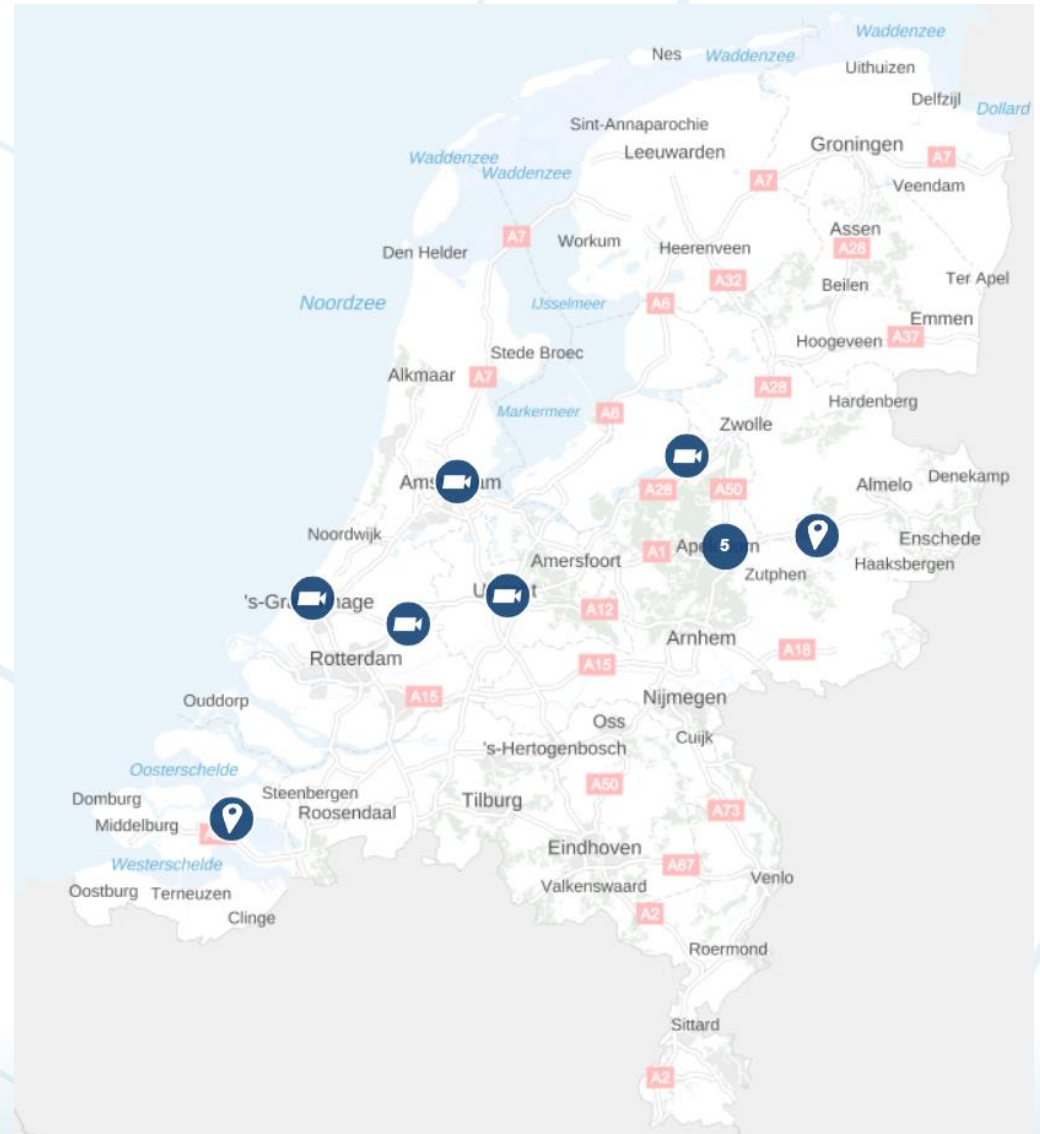 Waddenzee
Nes
Waddenzee
Uithuizen
Delfzijl
Dollard
Sint-Annaparochie
Leeuwarden
Groningen
A7
Waddenzee
Waddenzee
A7
Veendam
Assen
A28
A7
Workum
Heerenveen
Den Helder
A32
Beilen
Ter Apel
Noordzee
IJsselmeer
A6
Emmen
A37
Hoogeveen
Stede Broec
Alkmaar
A7
A28
Hardenberg
Markermeer
A6
Zwolle
Denekamp
Almelo
A28
A50
Noordwijk
Enschede
5
A1
Amersfoort
Haaksbergen
Zutphen
A12
Rotterdam
Arnhem
A18
A15
A15
Nijmegen
Ouddorp
Oss
Cuijk
's-Hertogenbosch
Oosterschelde
A50
Domburg
Steenbergen
Tilburg
Roosendaal
A73
Middelburg
Eindhoven
Westerschelde
A67
Venlo
Oostburg
Terneuzen
Valkenswaard
A2
Clinge
Roermond
Sittard
A2